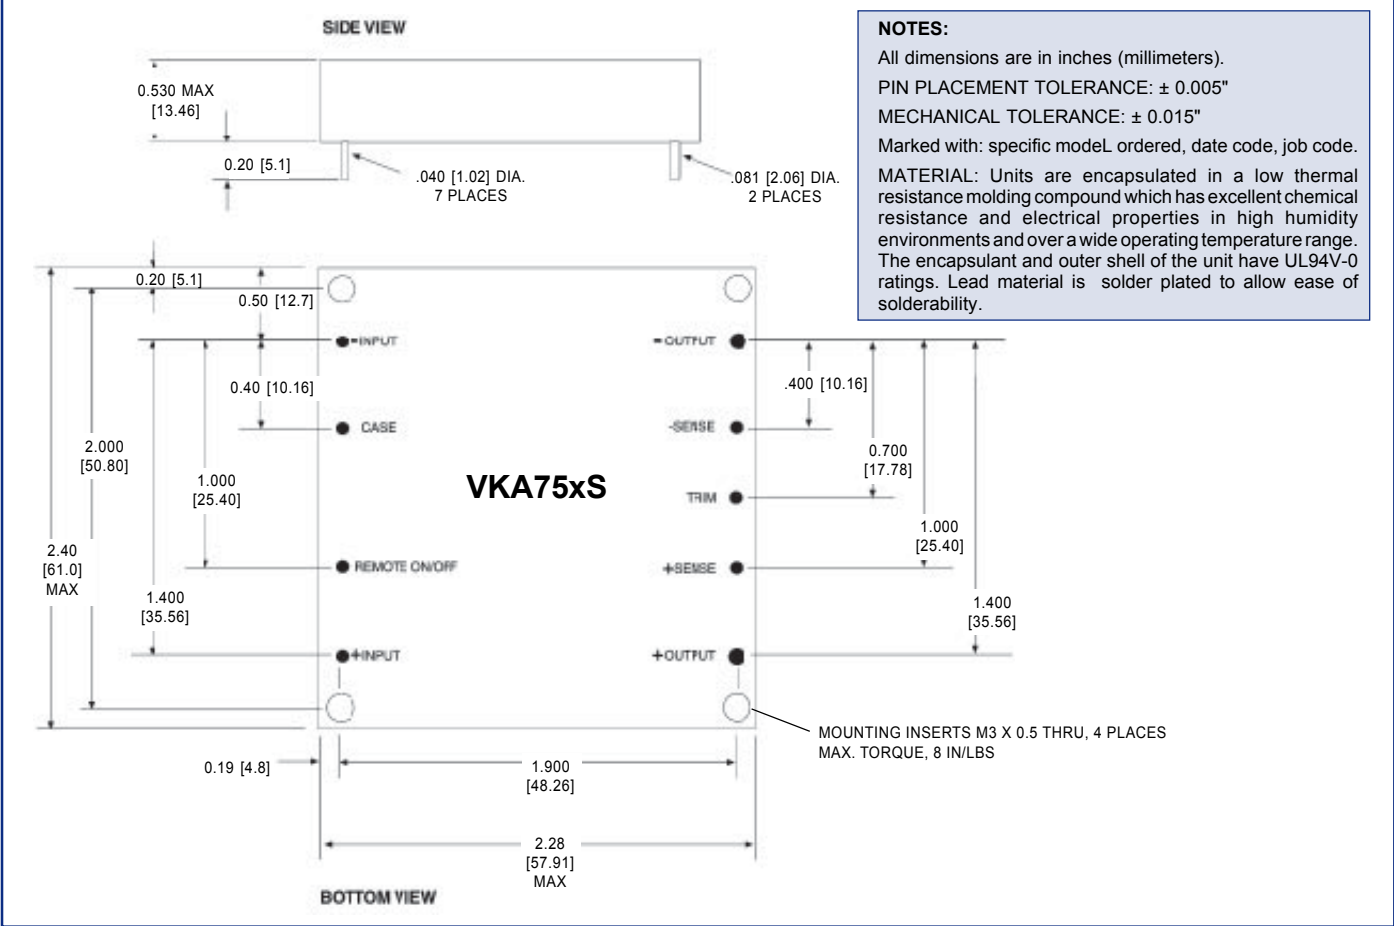 SIDE VIEW
0.530 MAX
[13.46]
0.20 [5.1]
.040 [1.02] DIA.
7 PLACES
.081 [2.06] DIA.
2 PLACES
NOTES:
All dimensions are in inches (millimeters).
PIN PLACEMENT TOLERANCE: ± 0.005"
MECHANICAL TOLERANCE: ± 0.015"
Marked with: specific modeL ordered, date code, job code.
MATERIAL: Units are encapsulated in a low thermal
resistance molding compound which has excellent chemical
resistance and electrical properties in high humidity
environments and over a wide operating temperature range.
The encapsulant and outer shell of the unit have UL94V-0
ratings. Lead material is solder plated to allow ease of
solderability.
0.20 [5.1]
0.50 [12.7]
-INPUT
-OUTPUT
0.40 [10.16]
.400 [10.16]
CASE
-SENSE
2.000
[50.80]
0.700
[17.78]
1.000
[25.40]
VKA75xS
TRIM
1.000
[25.40]
2.40
[61.0]
MAX
REMOTE ON/OFF
+SENSE
1.400
[35.56]
1.400
[35.56]
+INPUT
+OUTPUT
MOUNTING INSERTS M3 X 0.5 THRU, 4 PLACES
MAX. TORQUE, 8 IN/LBS
0.19 [4.8]
1.900
[48.26]
2.28
[57.91]
MAX
BOTTOM VIEW